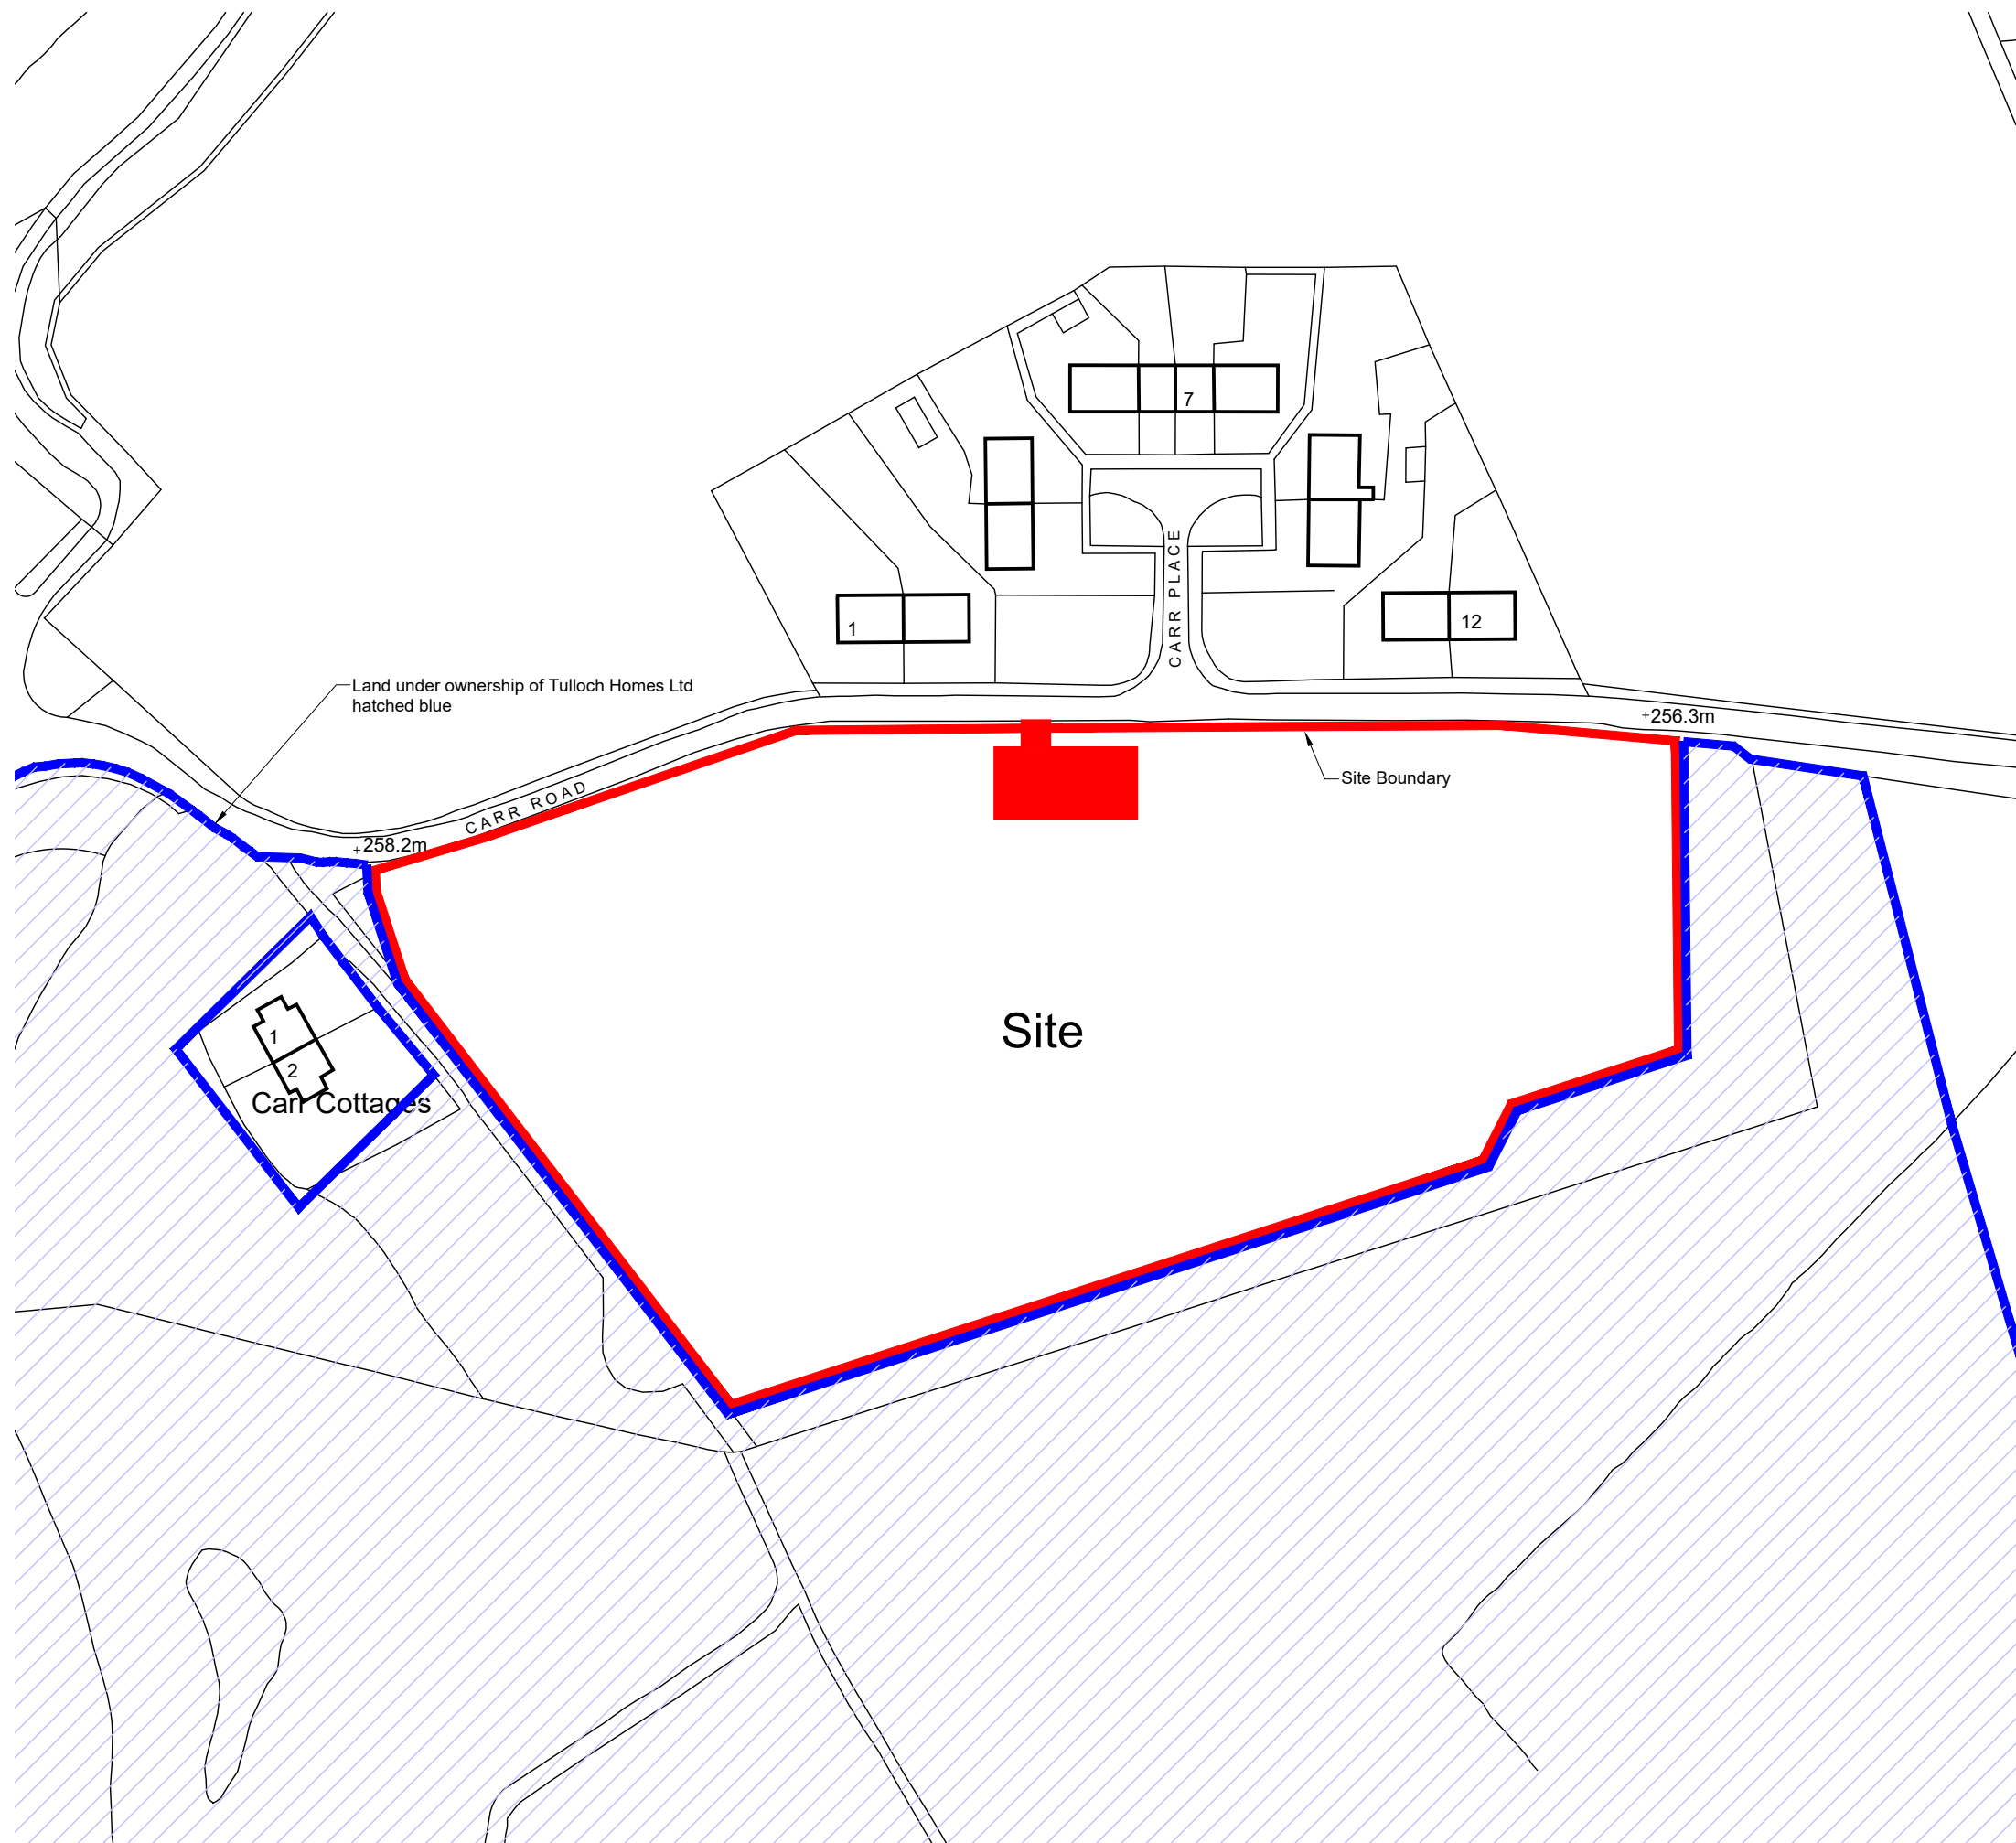 7
1
12
CARR PLACE
Land under ownership of Tulloch Homes Ltd
hatched blue
+256.3m
Site Boundary
CARR ROAD
+258.2m
Site
1
2
Carr Cottages